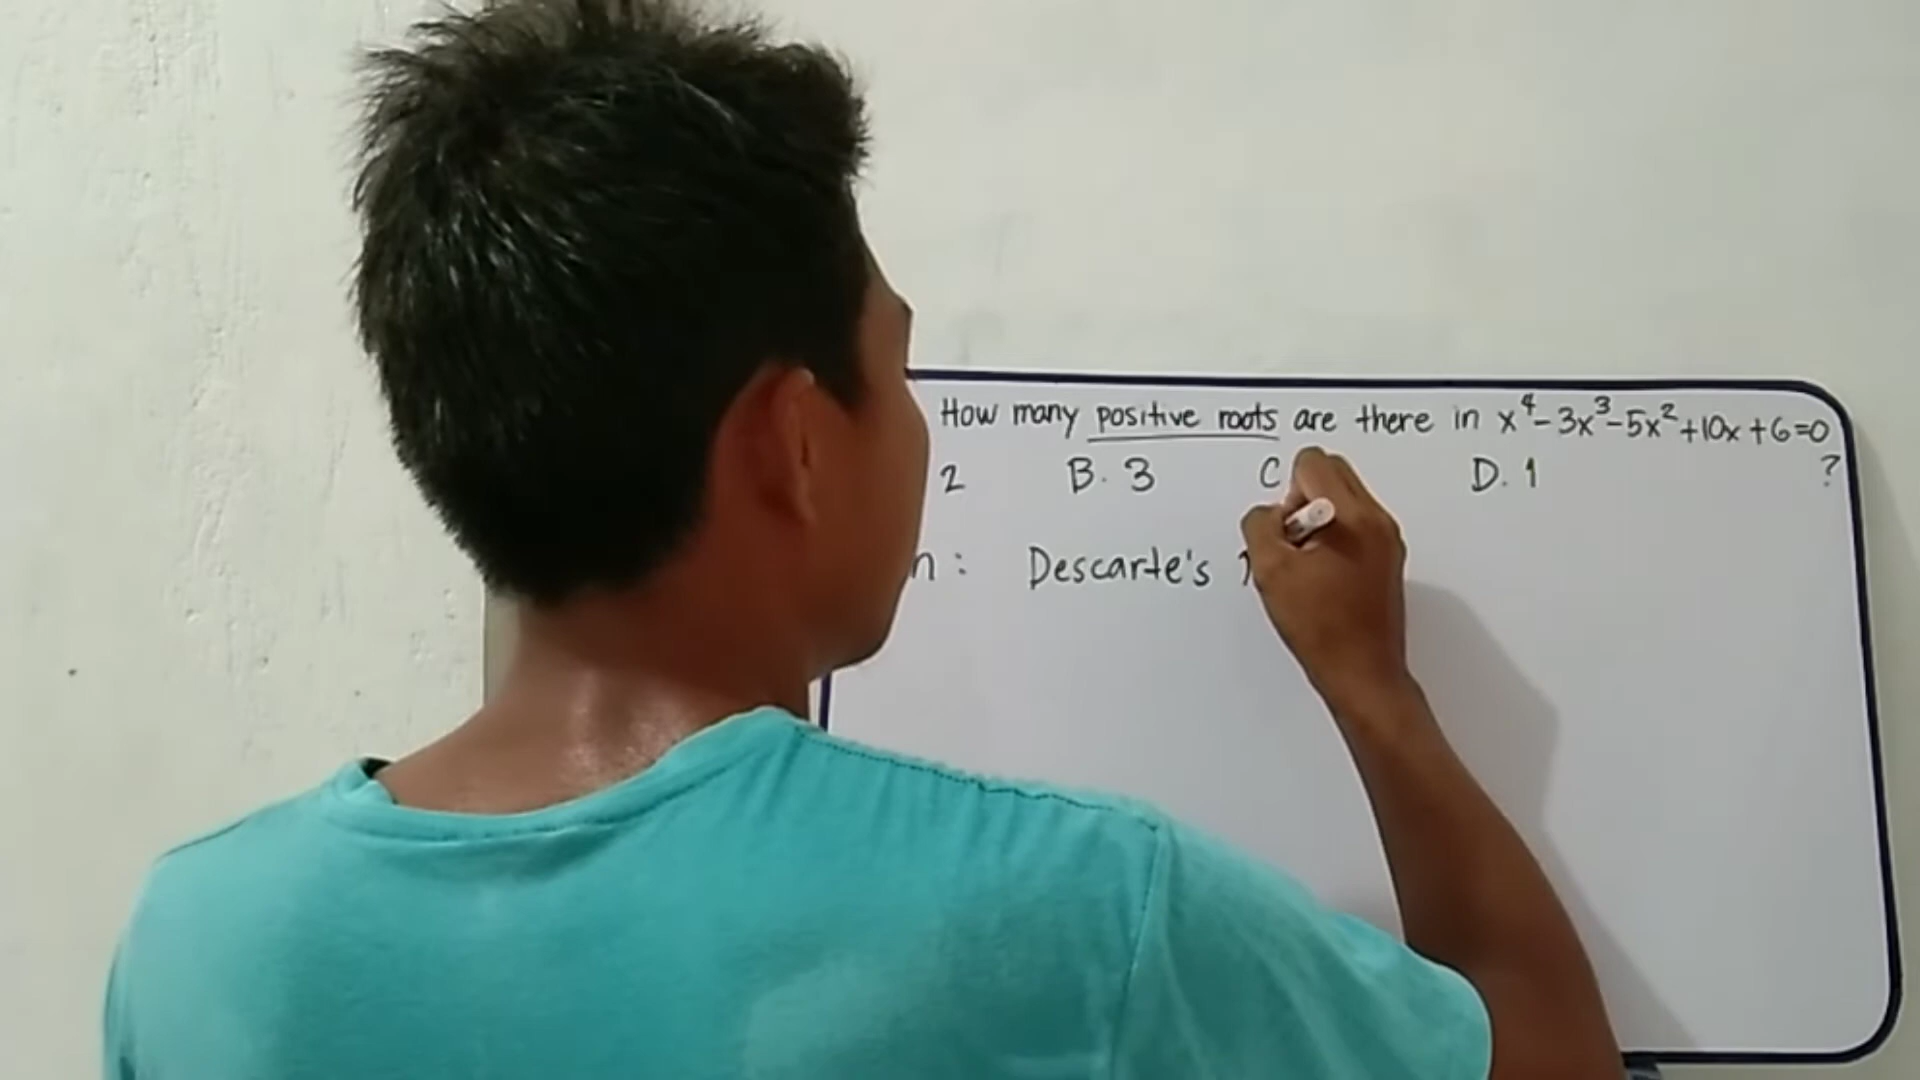 How many positive roots are there in x⁴-3x³-5x²+10x+6=0
2 B. 3 C D. 1 ?
n : Descarte's